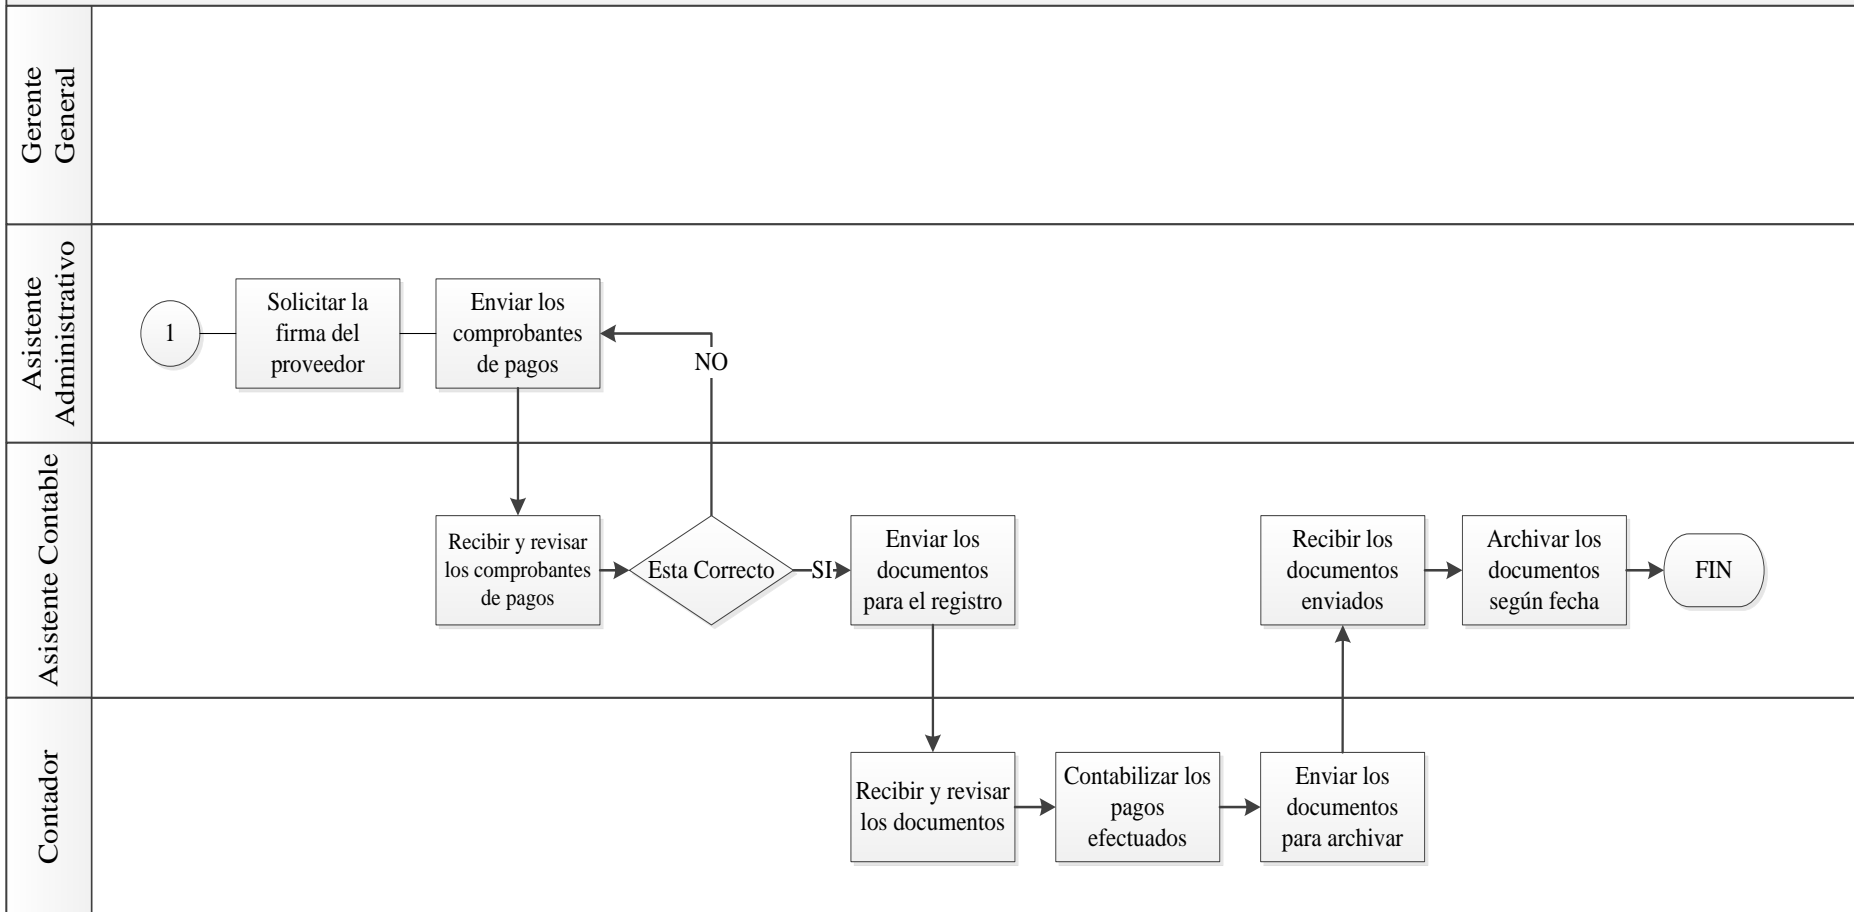 Gerente
General
Asistente
Administrativo
1
Solicitar la
firma del
proveedor
Enviar los
comprobantes
de pagos
NO
Asistente Contable
Recibir y revisar
los comprobantes
de pagos
Esta Correcto
SI
Enviar los
documentos
para el registro
Recibir los
documentos
enviados
Archivar los
documentos
según fecha
FIN
Contador
Recibir y revisar
los documentos
Contabilizar los
pagos
efectuados
Enviar los
documentos
para archivar